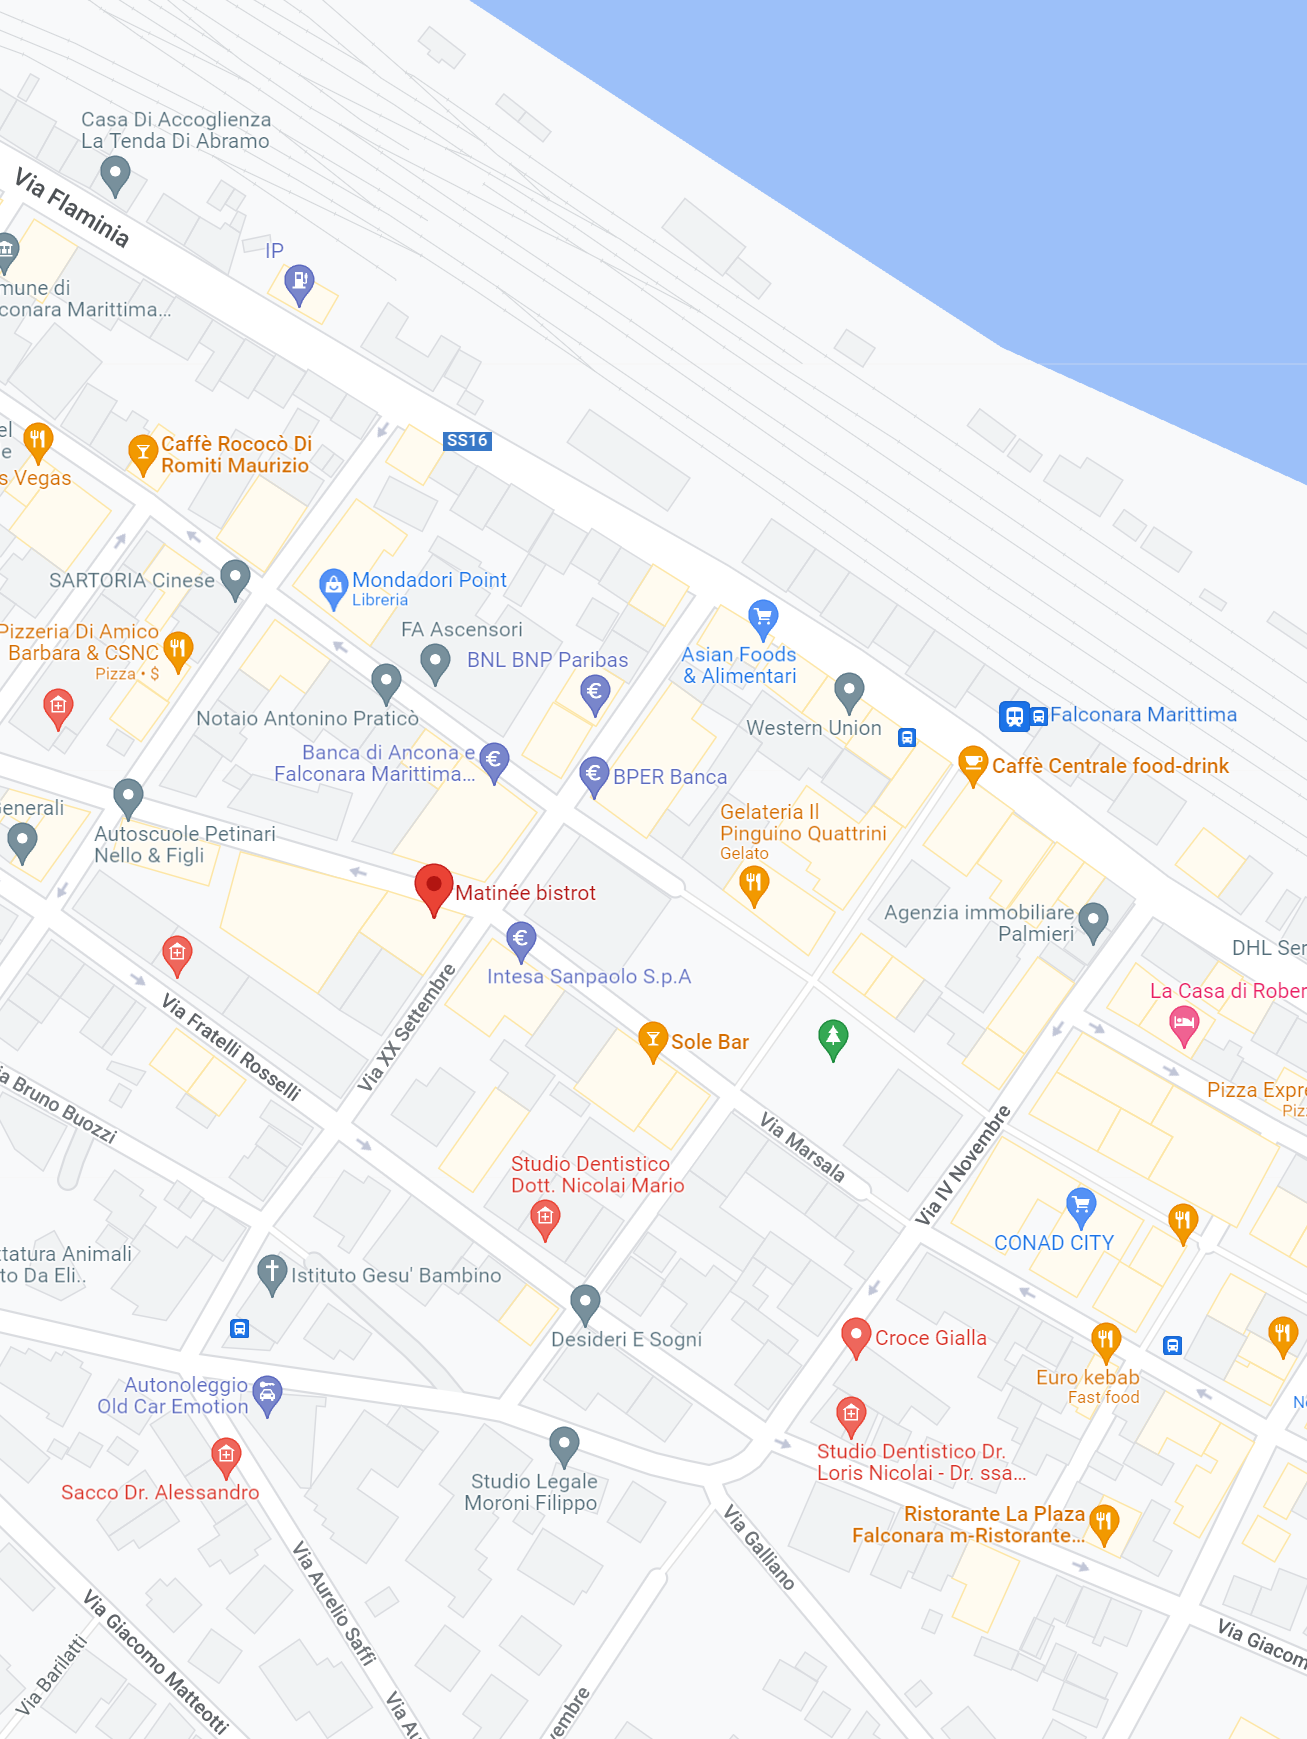 Casa Di Accoglienza
La Tenda Di Abramo
Via Flaminia
IP
mune di
conara Marittima...
SS16
el
e
s Vegas
Caffè Rococò Di
Romiti Maurizio
SARTORIA Cinese
Mondadori Point
Libreria
FA Ascensori
Pizzeria Di Amico
Barbara & CSNC
Pizza • $
BNL BNP Paribas
Asian Foods
& Alimentari
Notaio Antonino Praticò
Western Union
Falconara Marittima
Banca di Ancona e
Falconara Marittima...
BPER Banca
Caffè Centrale food-drink
Generali
Autoscuole Petinari
Nello & Figli
Gelateria Il
Pinguino Quattrini
Gelato
Matinée bistrot
Agenzia immobiliare
Palmieri
DHL Ser
Intesa Sanpaolo S.p.A
La Casa di Rober
Via XX Settembre
Via Fratelli Rosselli
Sole Bar
Pizza Expre
Piz
ia Bruno Buozzi
Via Marsala
Via IV Novembre
Studio Dentistico
Dott. Nicolai Mario
CONAD CITY
ttatura Animali
to Da Eli..
Istituto Gesu' Bambino
Desideri E Sogni
Croce Gialla
Euro kebab
Fast food
Autonoleggio
Old Car Emotion
N
Studio Dentistico Dr.
Loris Nicolai - Dr. ssa...
Sacco Dr. Alessandro
Studio Legale
Moroni Filippo
Ristorante La Plaza
Falconara m-Ristorante...
Via Galliano
Via Aurelio Saffi
Via Giacomo Matteotti
Via Barilatti
Via Giacom
Via Au
vembre